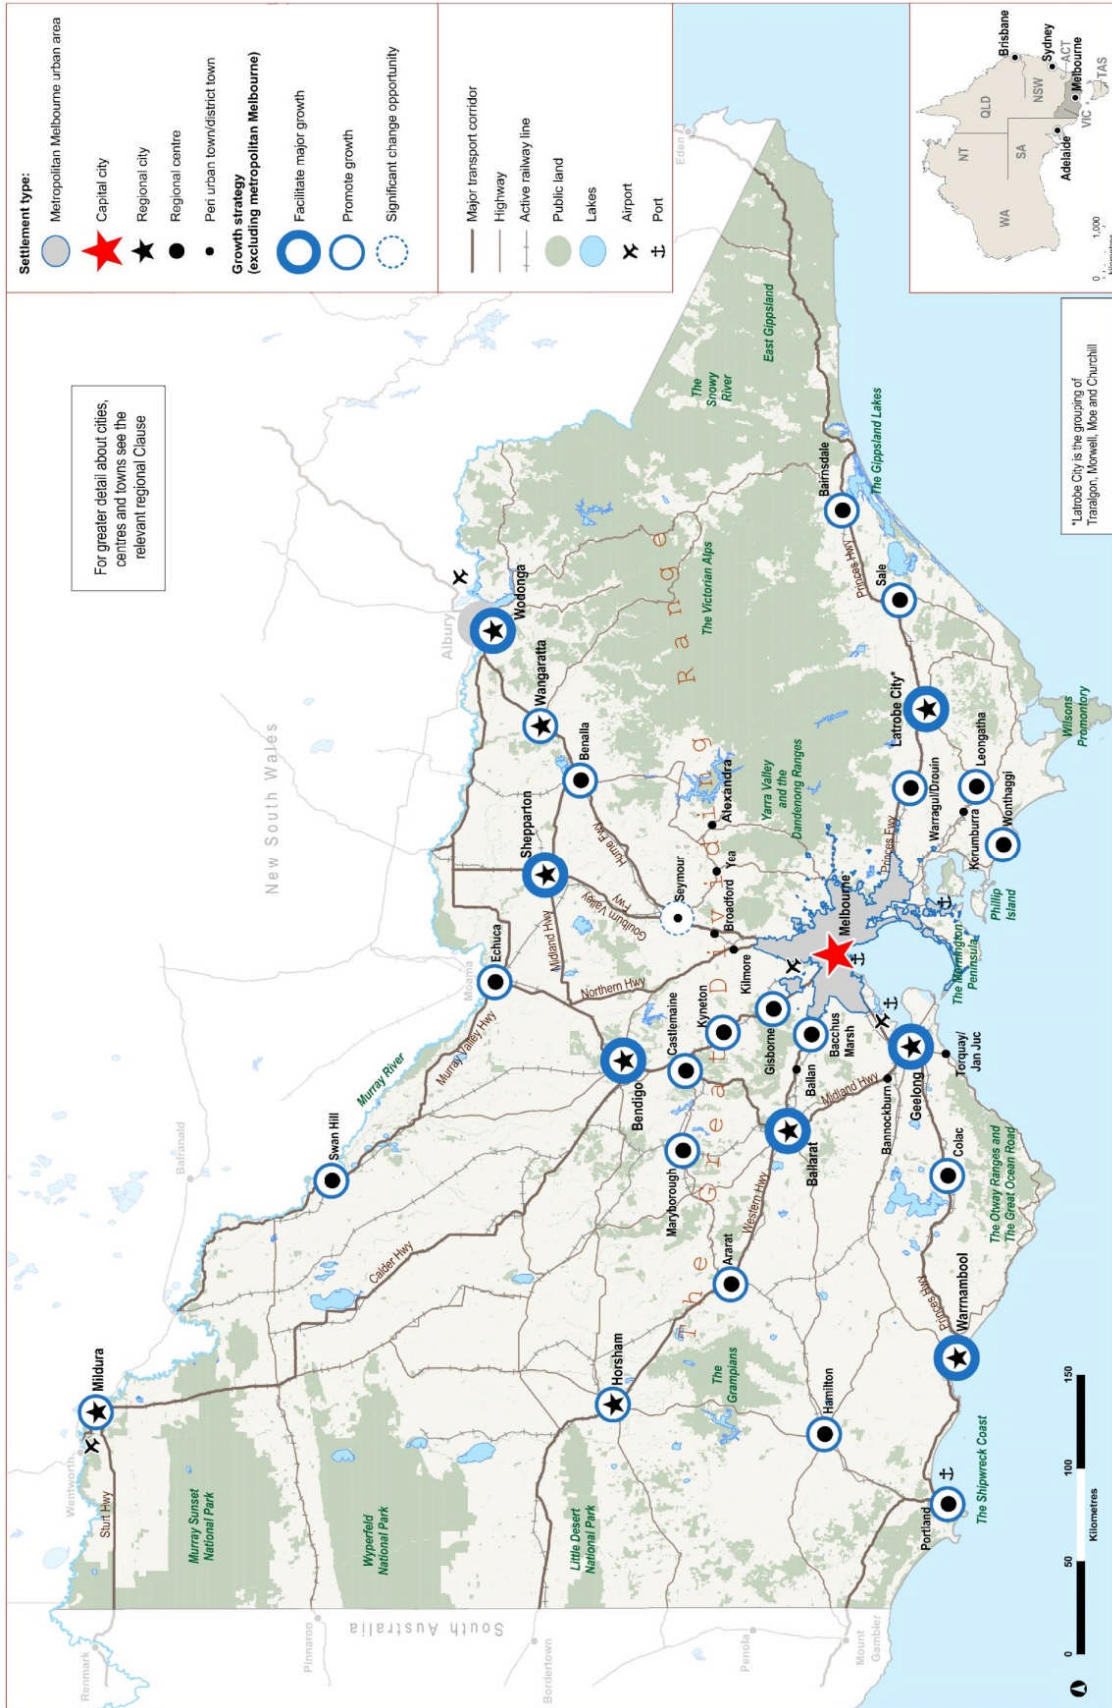 Settlement type:
Metropolitan Melbourne urban area
Capital city
Regional city
Regional centre
Peri urban town/district town
Growth strategy
(excluding metropolitan Melbourne)
Facilitate major growth
Promote growth
Significant change opportunity
Major transport corridor
Highway
Active railway line
Public land
Lakes
Airport
Port
For greater detail about cities,
centres and towns see the
relevant regional Clause
Renmark
Wentworth
Mildura
Sturt Hwy
Murray Sunset
National Park
Balranald
New South Wales
Pinnaroo
Wyperfeld
National Park
South Australia
Swan Hill
Murray River
Murray Valley Hwy
Calder Hwy
Moama
Echuca
Albury
Wodonga
Wangaratta
Benalla
Shepparton
Midland Hwy
Goulburn Valley
Fwy
Hume Fwy
Northern Hwy
Bordertown
Little Desert
National Park
Horsham
Bendigo
Castlemaine
Kyneton
Maryborough
Seymour
Broadford
Kilmore
Yea
Alexandra
The Great Dividing Range
The Victorian Alps
The
Snowy
River
East Gippsland
Eden
Penola
The
Grampians
Ararat
Western Hwy
Ballarat
Ballan
Gisborne
Bacchus
Marsh
Melbourne
Yarra Valley
and the
Dandenong Ranges
Mount
Gambler
Hamilton
Midland Hwy
Bannockburn
Geelong
Torquay/
Jan Juc
Princes Fwy
Warragul/Drouin
Latrobe City*
Sale
Princes Hwy
Bairnsdale
The Gippsland Lakes
Portland
Warrnambool
Princes Hwy
Colac
The Otway Ranges and
The Great Ocean Road
The Shipwreck Coast
The Mornington
Peninsula
Phillip
Island
Korumburra
Leongatha
Wonthaggi
Wilsons
Promontory
*Latrobe City is the grouping of
Traralgon, Morwell, Moe and Churchill
0 50 100 150
Kilometres
NT
QLD
WA
SA
NSW
ACT
VIC
TAS
Brisbane
Sydney
Melbourne
Adelaide
0 1,000